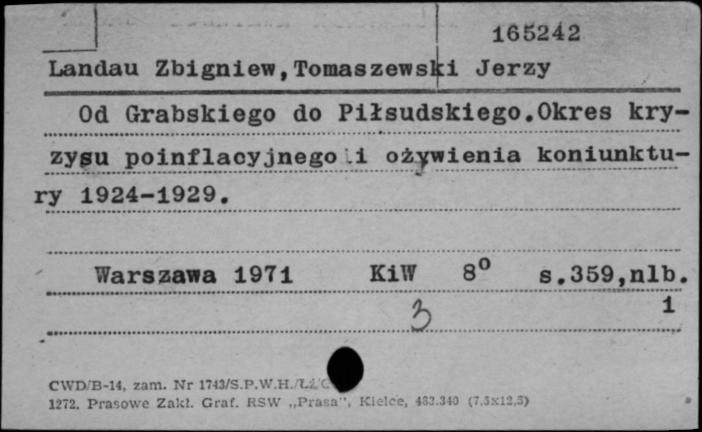 165242
Landau Zbigniew,Tomaszewski Jerzy
Od Grabskiego do Piłsudskiego.Okres kry-
zysu poinflacyjnego i ożywienia koniunktu-
ry 1924-1929.
Warszawa 1971 KiW 8° s.359,nlb.
1
3
CWD/B-14, zam. Nr 1743/S.P.W.H./
1272. Prasowe Zakł. Graf. RSW „Prasa", Kielce, 483.340 (7,5x12,5)